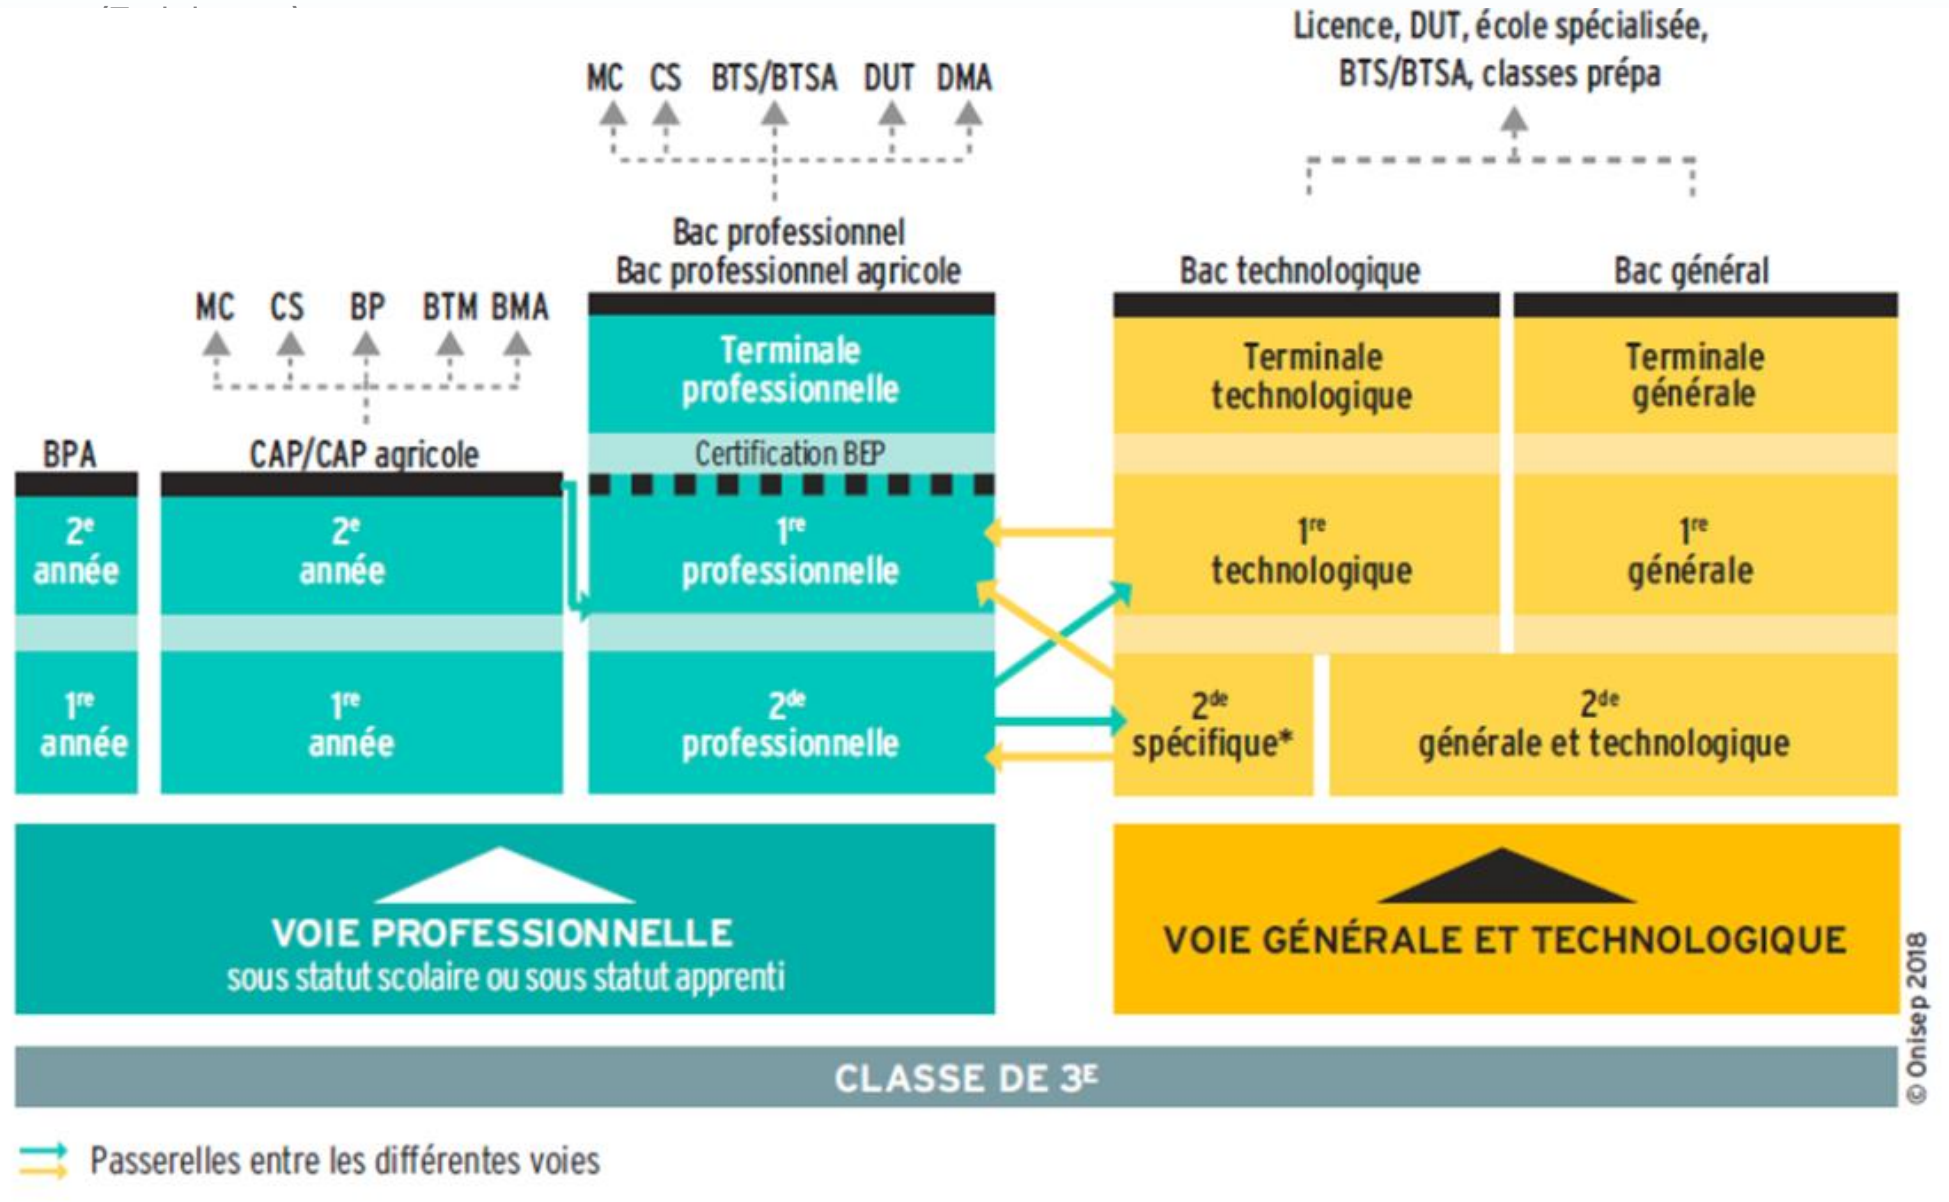 Licence, DUT, école spécialisée,
BTS/BTSA, classes prépa
MC CS BTS/BTSA DUT DMA
Bac professionnel
Bac professionnel agricole
Bac technologique
Bac général
MC CS BP BTM BMA
Terminale
professionnelle
Terminale
technologique
Terminale
générale
BPA
CAP/CAP agricole
Certification BEP
2e
année
2e
année
1re
professionnelle
1re
technologique
1re
générale
1re
année
1re
année
2de
professionnelle
2de
spécifique*
2de
générale et technologique
VOIE PROFESSIONNELLE
sous statut scolaire ou sous statut apprenti
VOIE GÉNÉRALE ET TECHNOLOGIQUE
© Onisep 2018
CLASSE DE 3E
Passerelles entre les différentes voies